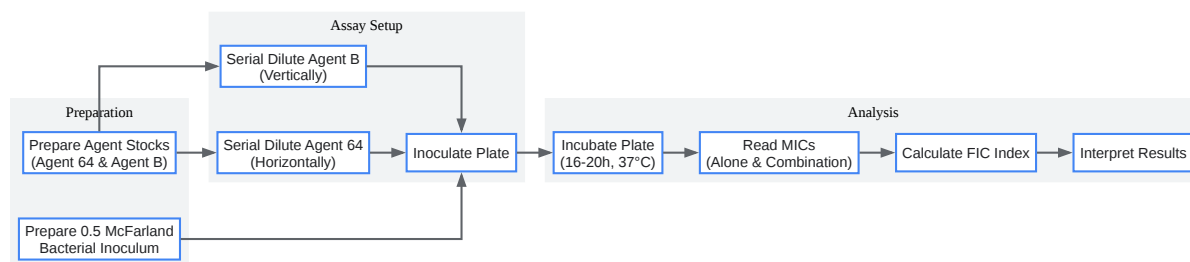 Preparation
Prepare Agent Stocks
(Agent 64 & Agent B)
Prepare 0.5 McFarland
Bacterial Inoculum
Assay Setup
Serial Dilute Agent B
(Vertically)
Serial Dilute Agent 64
(Horizontally)
Inoculate Plate
Analysis
Incubate Plate
(16-20h, 37°C)
Read MICs
(Alone & Combination)
Calculate FIC Index
Interpret Results